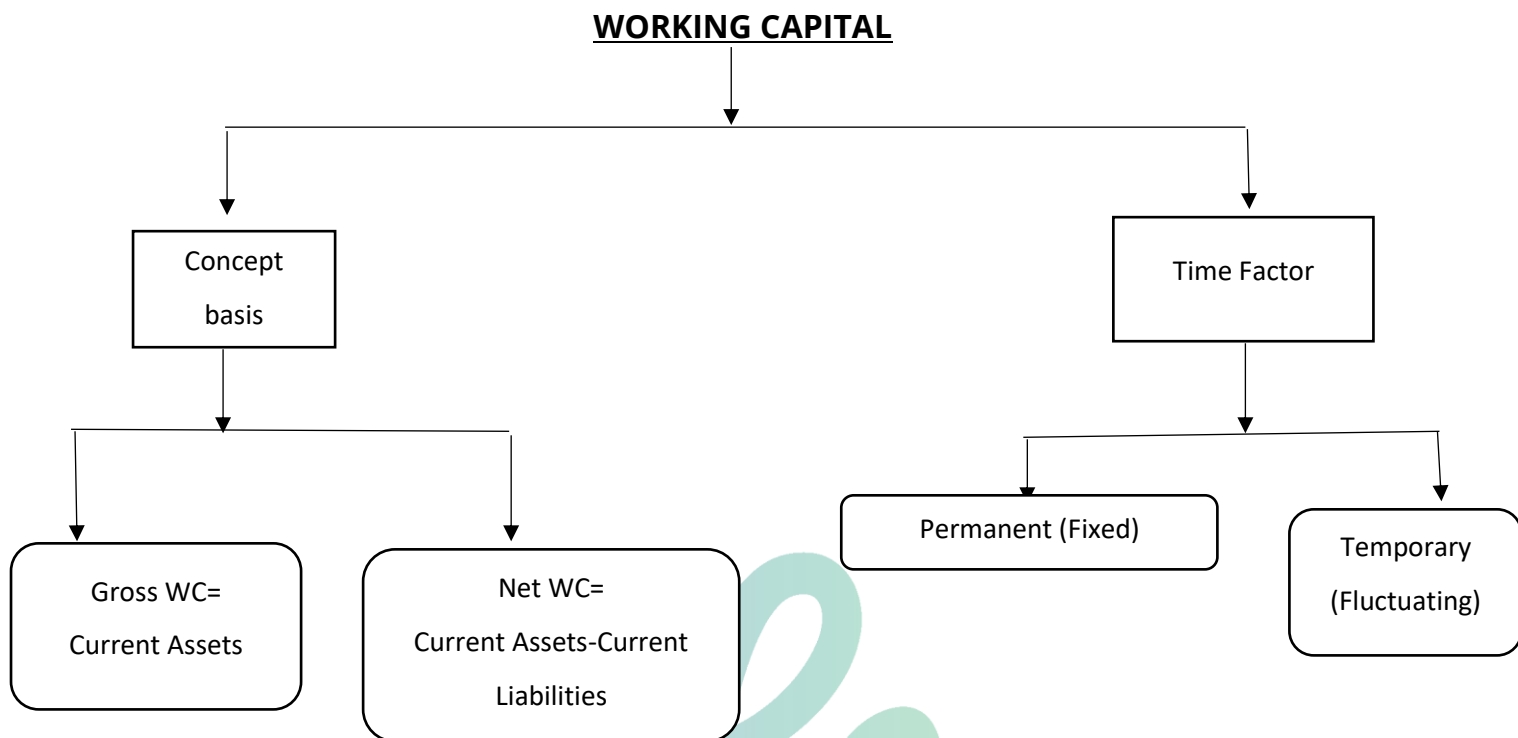 WORKING CAPITAL
Concept
basis
Time Factor
Gross WC=
Current Assets
Net WC=
Current Assets-Current
Liabilities
Permanent (Fixed)
Temporary
(Fluctuating)